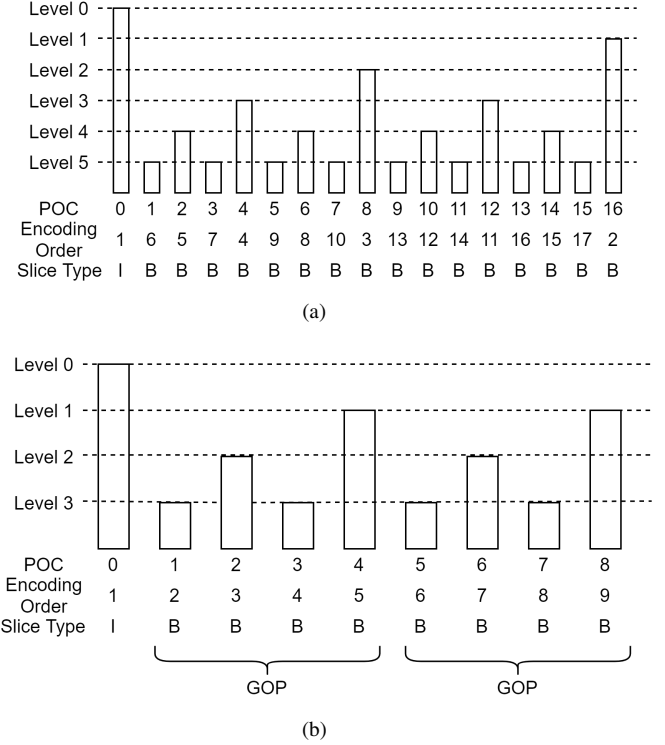 Level 0
Level 1
Level 2
Level 3
Level 4
Level 5
POC 0 1 2 3 4 5 6 7 8 9 10 11 12 13 14 15 16
Encoding
Order 1 6 5 7 4 9 8 10 3 13 12 14 11 16 15 17 2
Slice Type I B B B B B B B B B B B B B B B B
(a)
Level 0
Level 1
Level 2
Level 3
POC 0 1 2 3 4 5 6 7 8
Encoding
Order 1 2 3 4 5 6 7 8 9
Slice Type I B B B B B B B B
GOP GOP
(b)